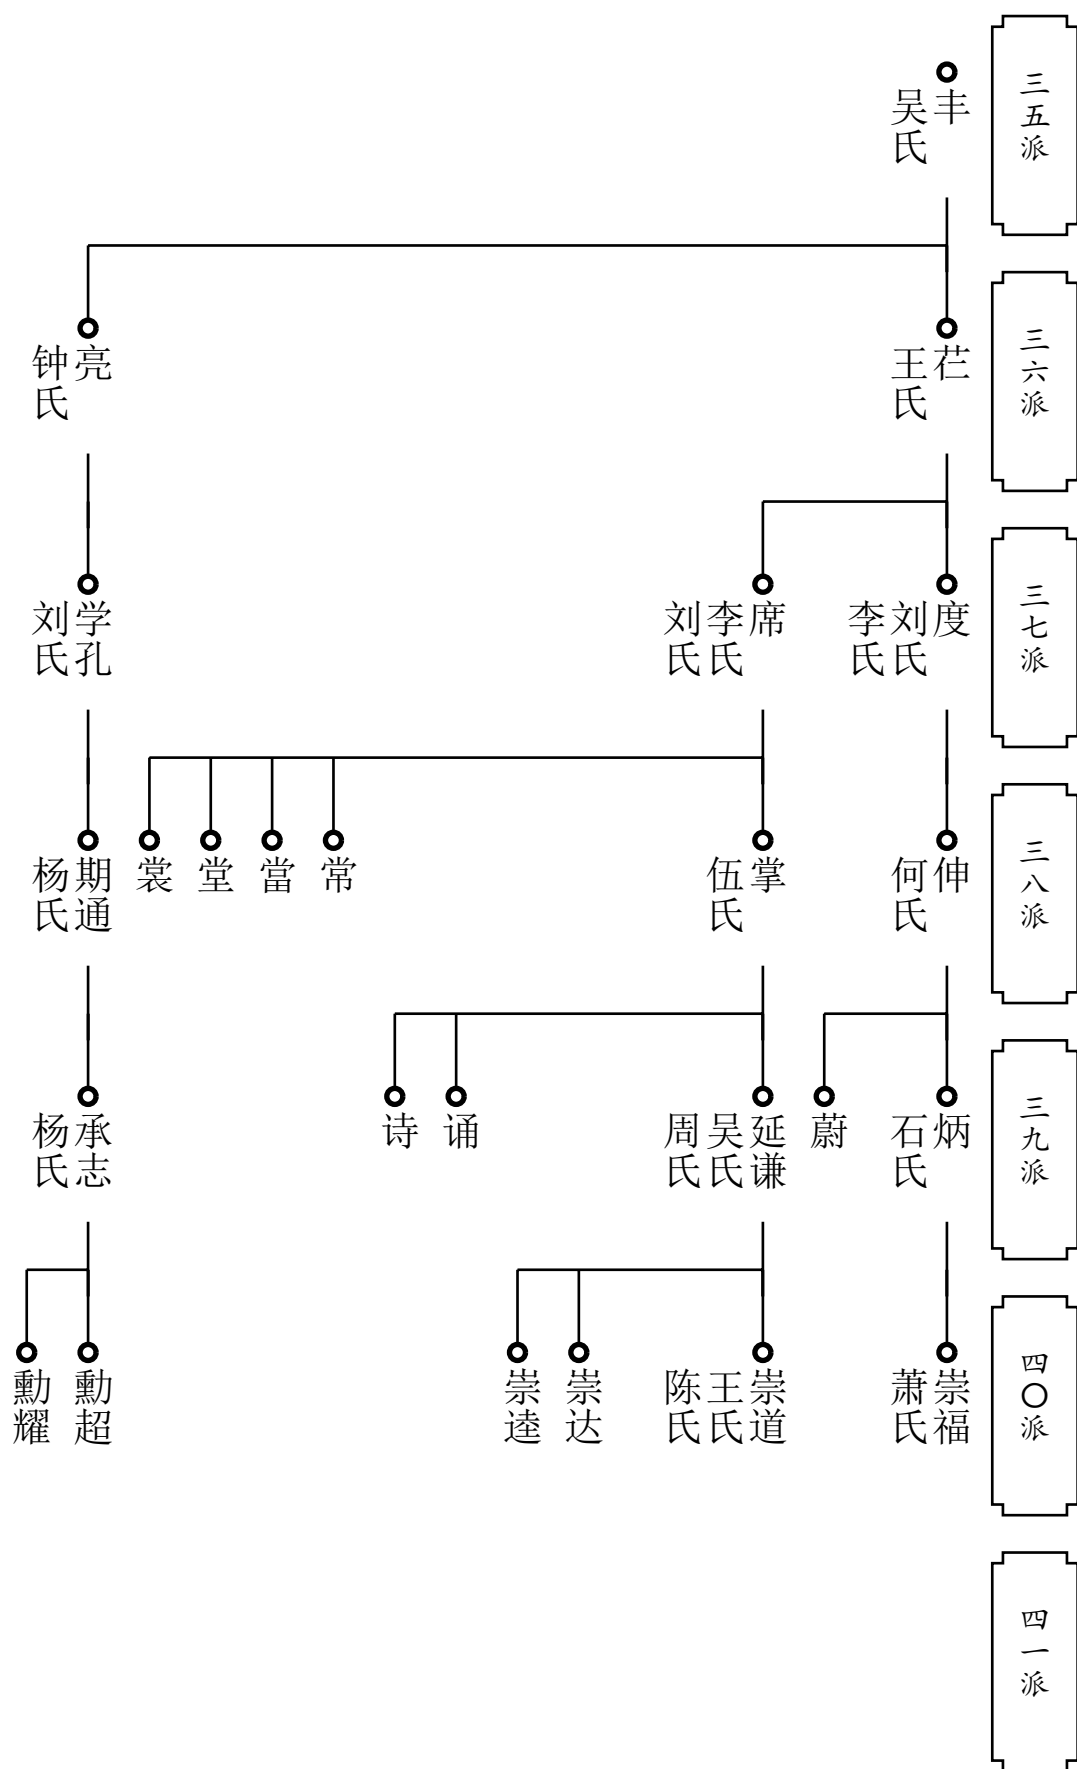 三五派
丰
吴氏
三六派
芢
王氏
亮
钟氏
三七派
度
刘氏
李氏
席
李氏
刘氏
学孔
刘氏
三八派
伸
何氏
掌
伍氏
常
當
堂
裳
期通
杨氏
三九派
炳
石氏
蔚
延谦
吴氏
周氏
诵
诗
承志
杨氏
四〇派
崇福
萧氏
崇道
王氏
陈氏
崇达
崇逵
勳超
勳耀
四一派